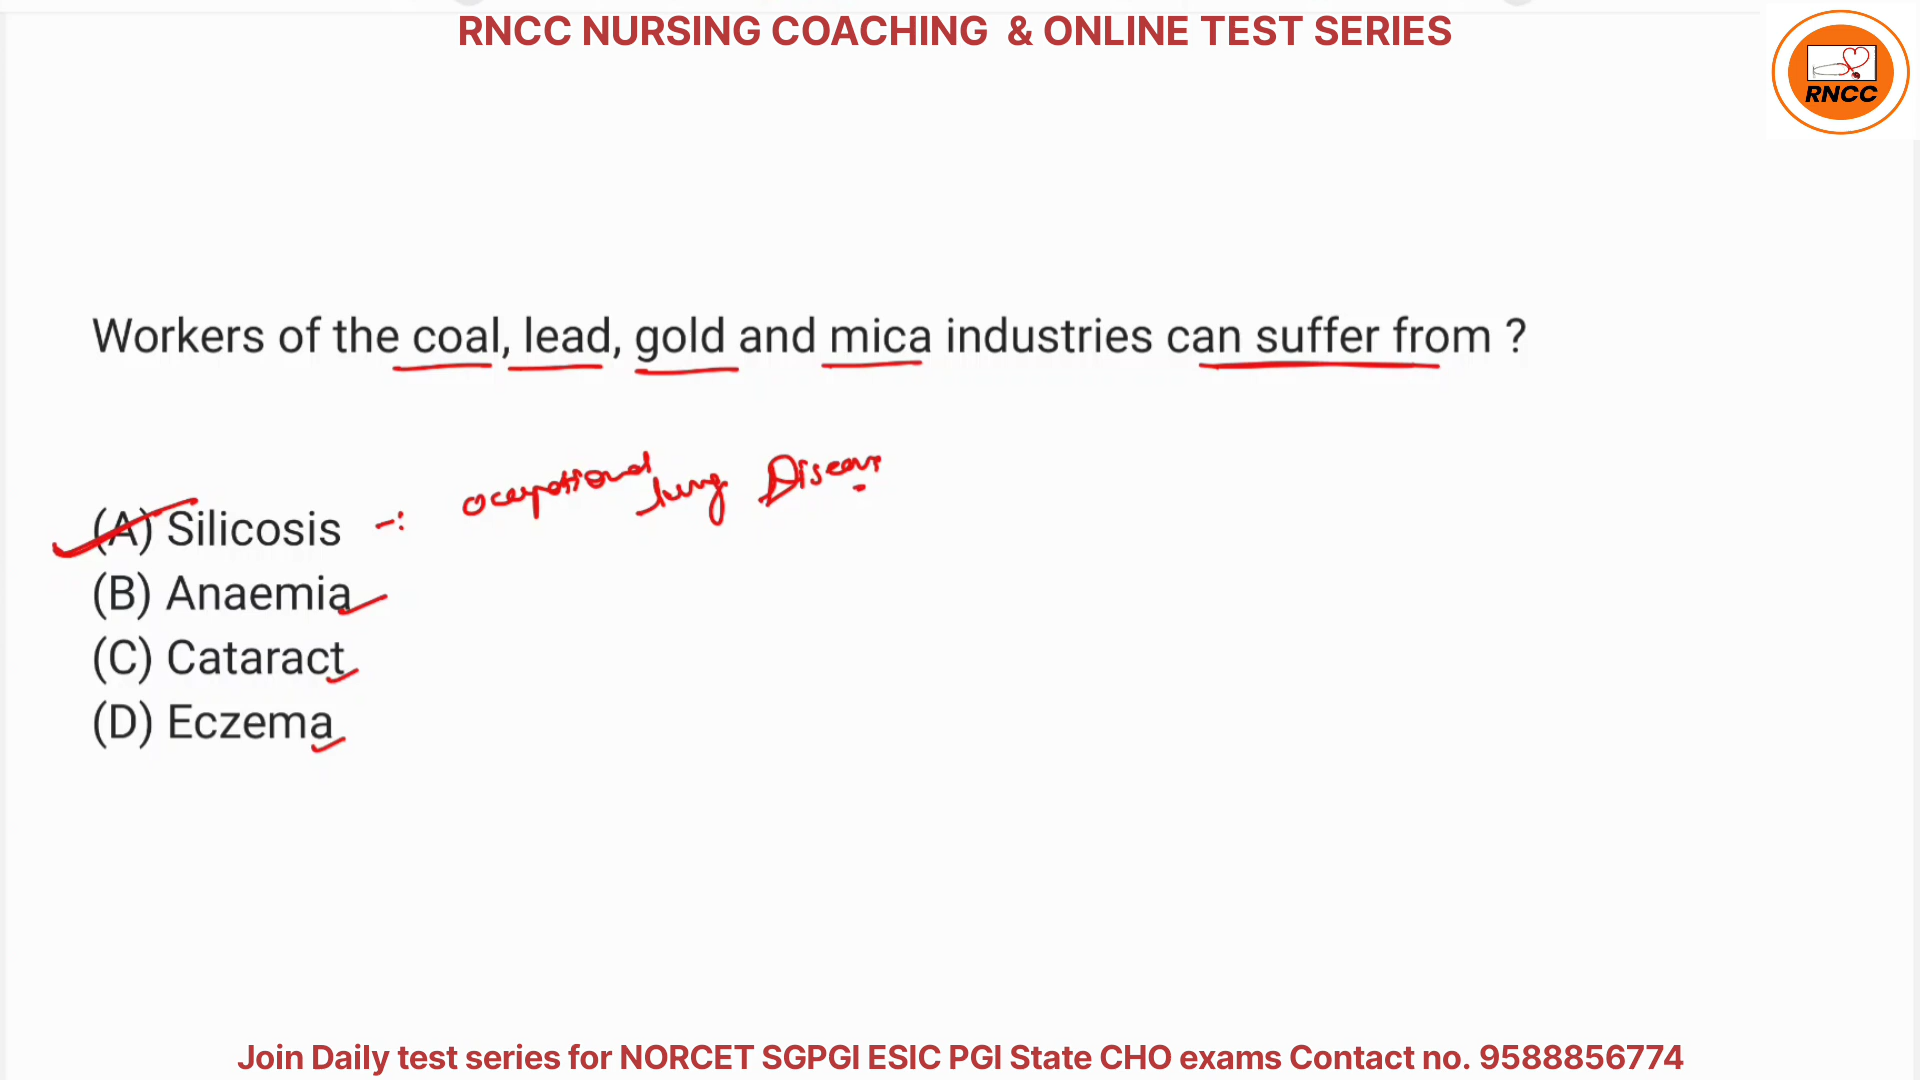 RNCC NURSING COACHING & ONLINE TEST SERIES
RNCC
Workers of the coal, lead, gold and mica industries can suffer from ?
ocupational lung Disease
(A) Silicosis -:
(B) Anaemia
(C) Cataract
(D) Eczema
Join Daily test series for NORCET SGPGI ESIC PGI State CHO exams Contact no. 9588856774